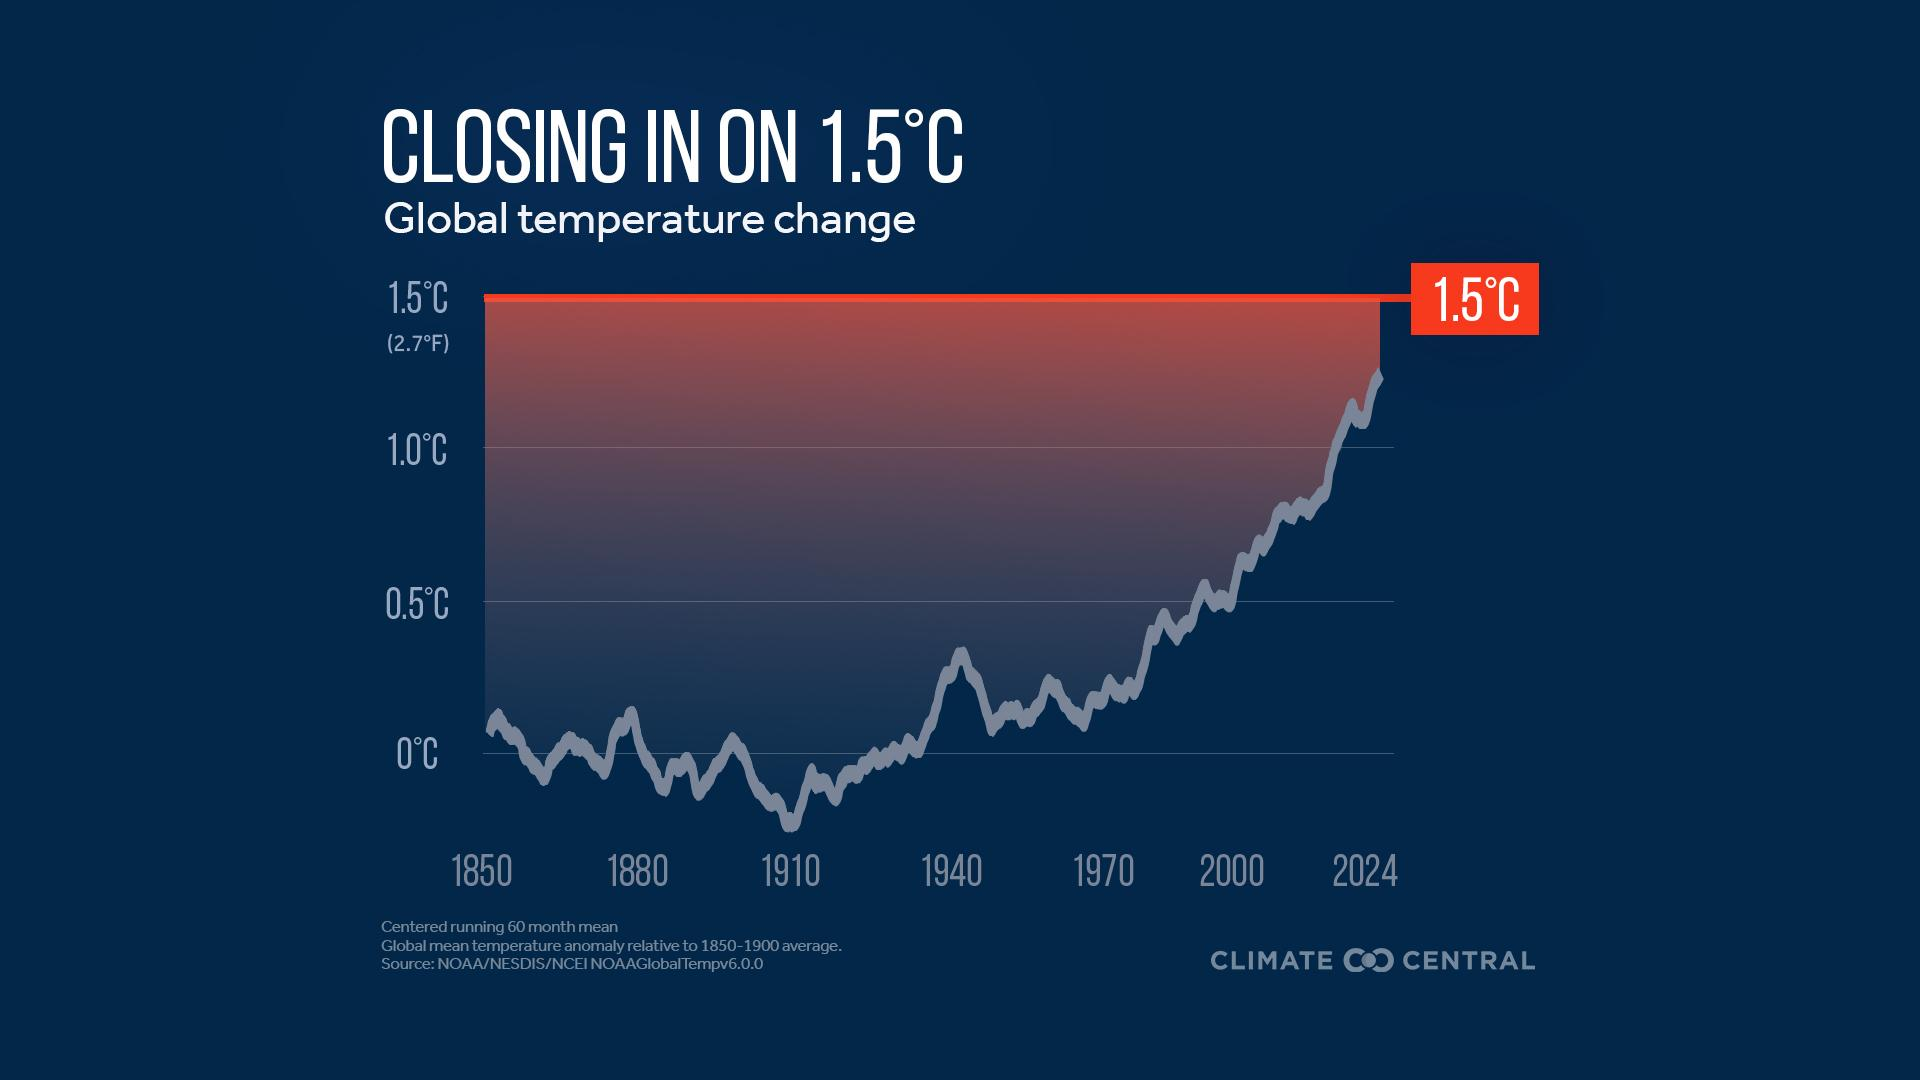 CLOSING IN ON 1.5°C
Global temperature change
1.5°C
(2.7°F)
1.5°C
1.0°C
0.5°C
0°C
1850 1880 1910 1940 1970 2000 2024
Centered running 60 month mean
Global mean temperature anomaly relative to 1850-1900 average.
Source: NOAA/NESDIS/NCEI NOAAGlobalTempv6.0.0
CLIMATE CENTRAL